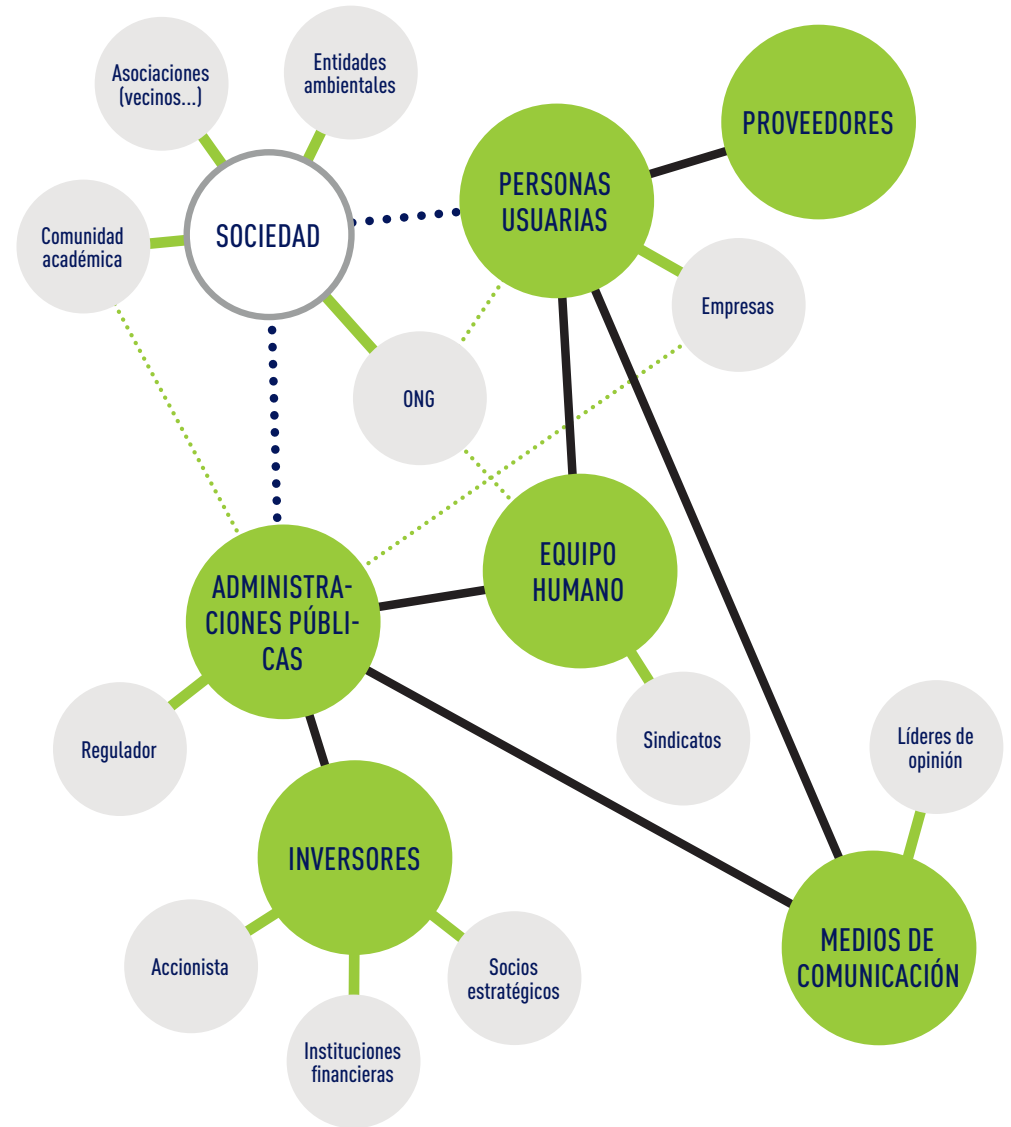 Asociaciones
(vecinos...)
Entidades
ambientales
PROVEEDORES
PERSONAS
USUARIAS
SOCIEDAD
Comunidad
académica
Empresas
ONG
EQUIPO
HUMANO
ADMINISTRA-
CIONES PÚBLI-
CAS
Regulador
Sindicatos
Líderes de
opinión
INVERSORES
MEDIOS DE
COMUNICACIÓN
Accionista
Socios
estratégicos
Instituciones
financieras